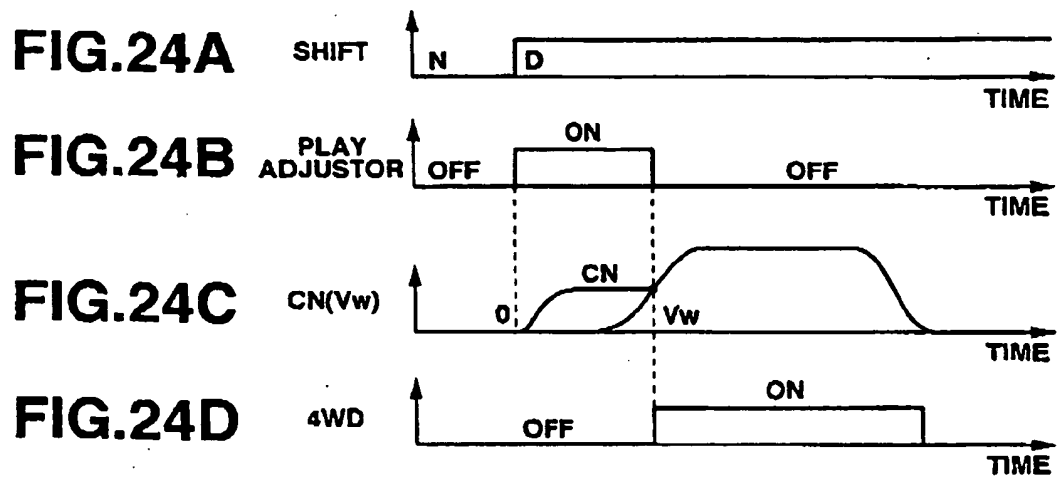 FIG.24A SHIFT N D
TIME
FIG.24B PLAY ADJUSTOR OFF ON OFF
TIME
FIG.24C CN(Vw) 0 CN Vw
TIME
FIG.24D 4WD OFF ON
TIME